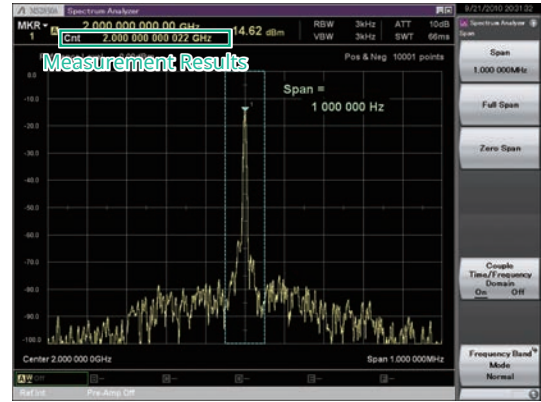 MS2830A Spectrum Analyzer 9/21/2010 20:31:32
MKR 1 2.000 000 000 00 GHz -14.62 dBm RBW 3kHz ATT 10dB
Cnt 2.000 000 000 022 GHz VBW 3kHz SWT 66ms
Measurement Results Pos & Neg 10001 points
0.0
Span =
1 000 000 Hz
-10.0
-20.0
-40.0
-50.0
-60.0
-70.0
-80.0
-90.0
-100.0
Center 2.000 000 0GHz Span 1.000 000MHz
Ref.Int Pre-Amp Off
Spectrum Analyzer
Span
Span
1.000 000MHz
Full Span
Zero Span
Couple
Time/Frequency
Domain
On Off
Frequency Band
Mode
Normal